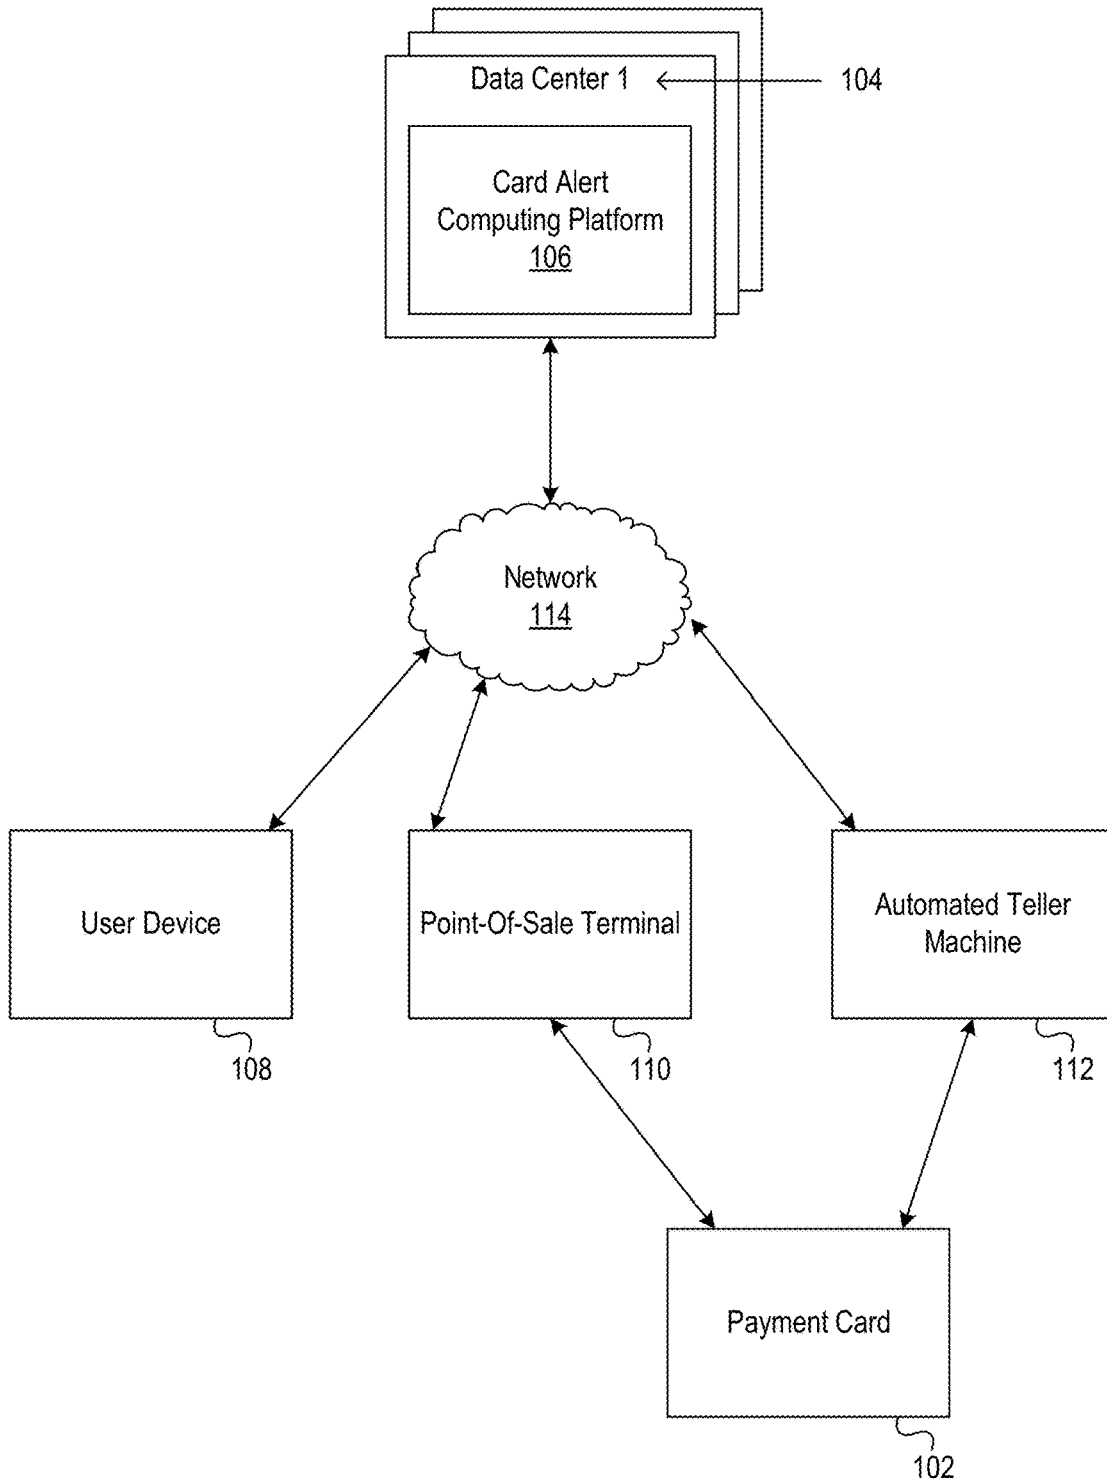 Data Center 1
104
Card Alert
Computing Platform
106
Network
114
User Device
108
Point-Of-Sale Terminal
110
Automated Teller
Machine
112
Payment Card
102